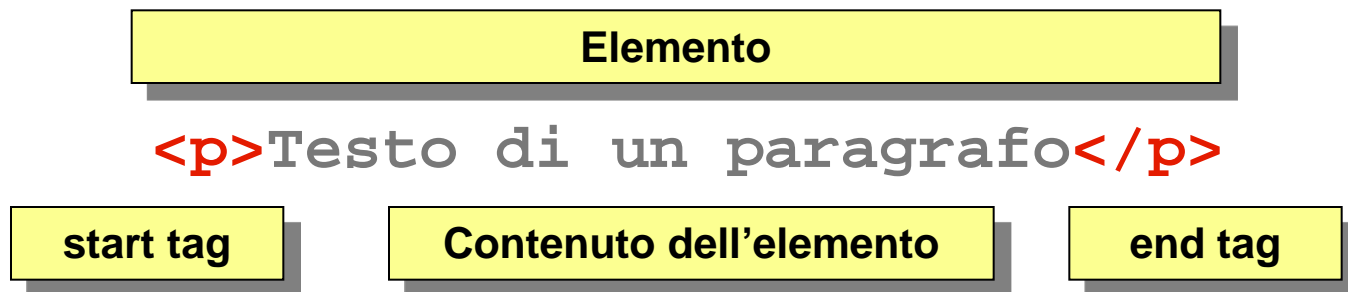 Elemento
<p>Testo di un paragrafo</p>
start tag Contenuto dell’elemento end tag